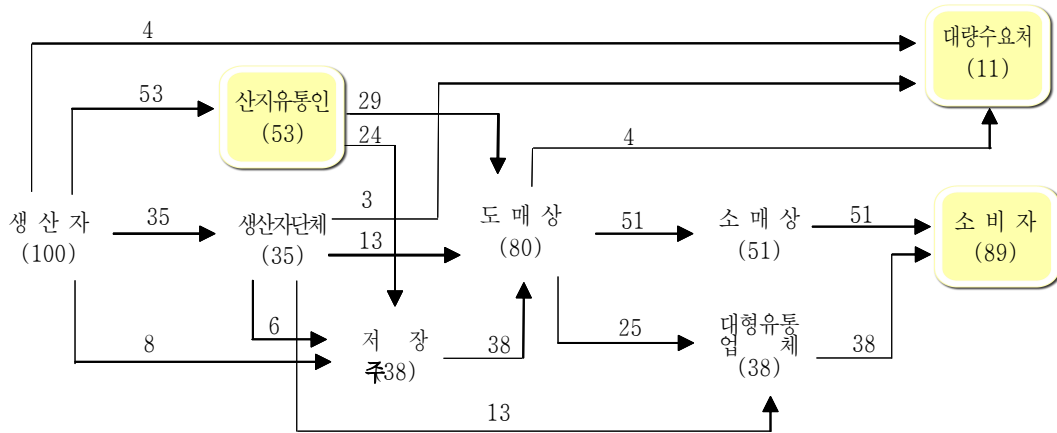 4
대량수요처
(11)
53
산지유통인
(53)
29
24
4
생 산 자
(100)
35
생산자단체
(35)
3
13
도 매 상
(80)
51
소 매 상
(51)
51
소 비 자
(89)
8
6
저 장
주(38)
38
25
대형유통
업 체
(38)
38
13